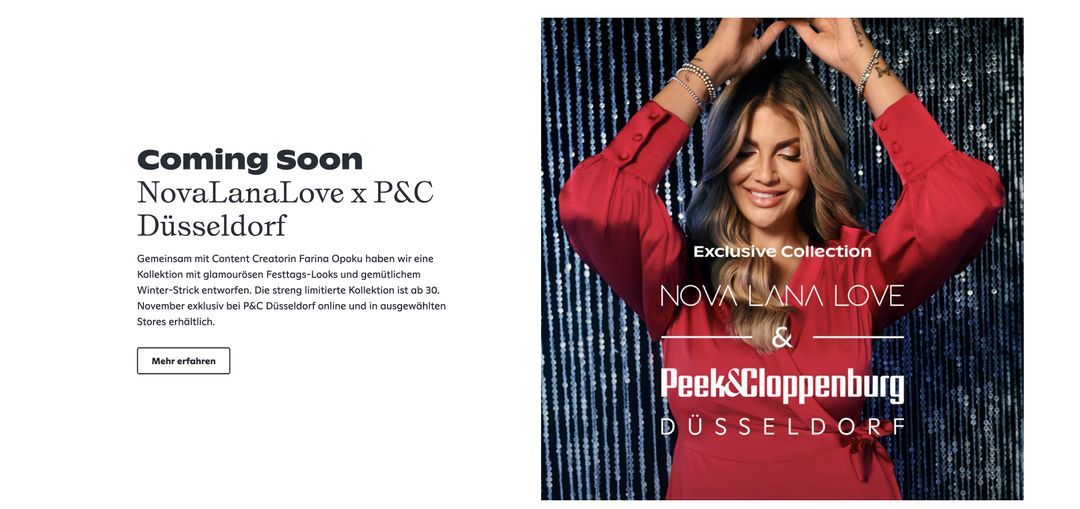 Coming Soon
NovaLanaLove x P&C
Düsseldorf
Gemeinsam mit Content Creatorin Farina Opoku haben wir eine
Kollektion mit glamourösen Festtags-Looks und gemütlichem
Winter-Strick entworfen. Die streng limitierte Kollektion ist ab 30.
November exklusiv bei P&C Düsseldorf online und in ausgewählten
Stores erhältlich.
Mehr erfahren
Exclusive Collection
NOVA LANA LOVE
&
Peek&Cloppenburg
DÜSSELDORF